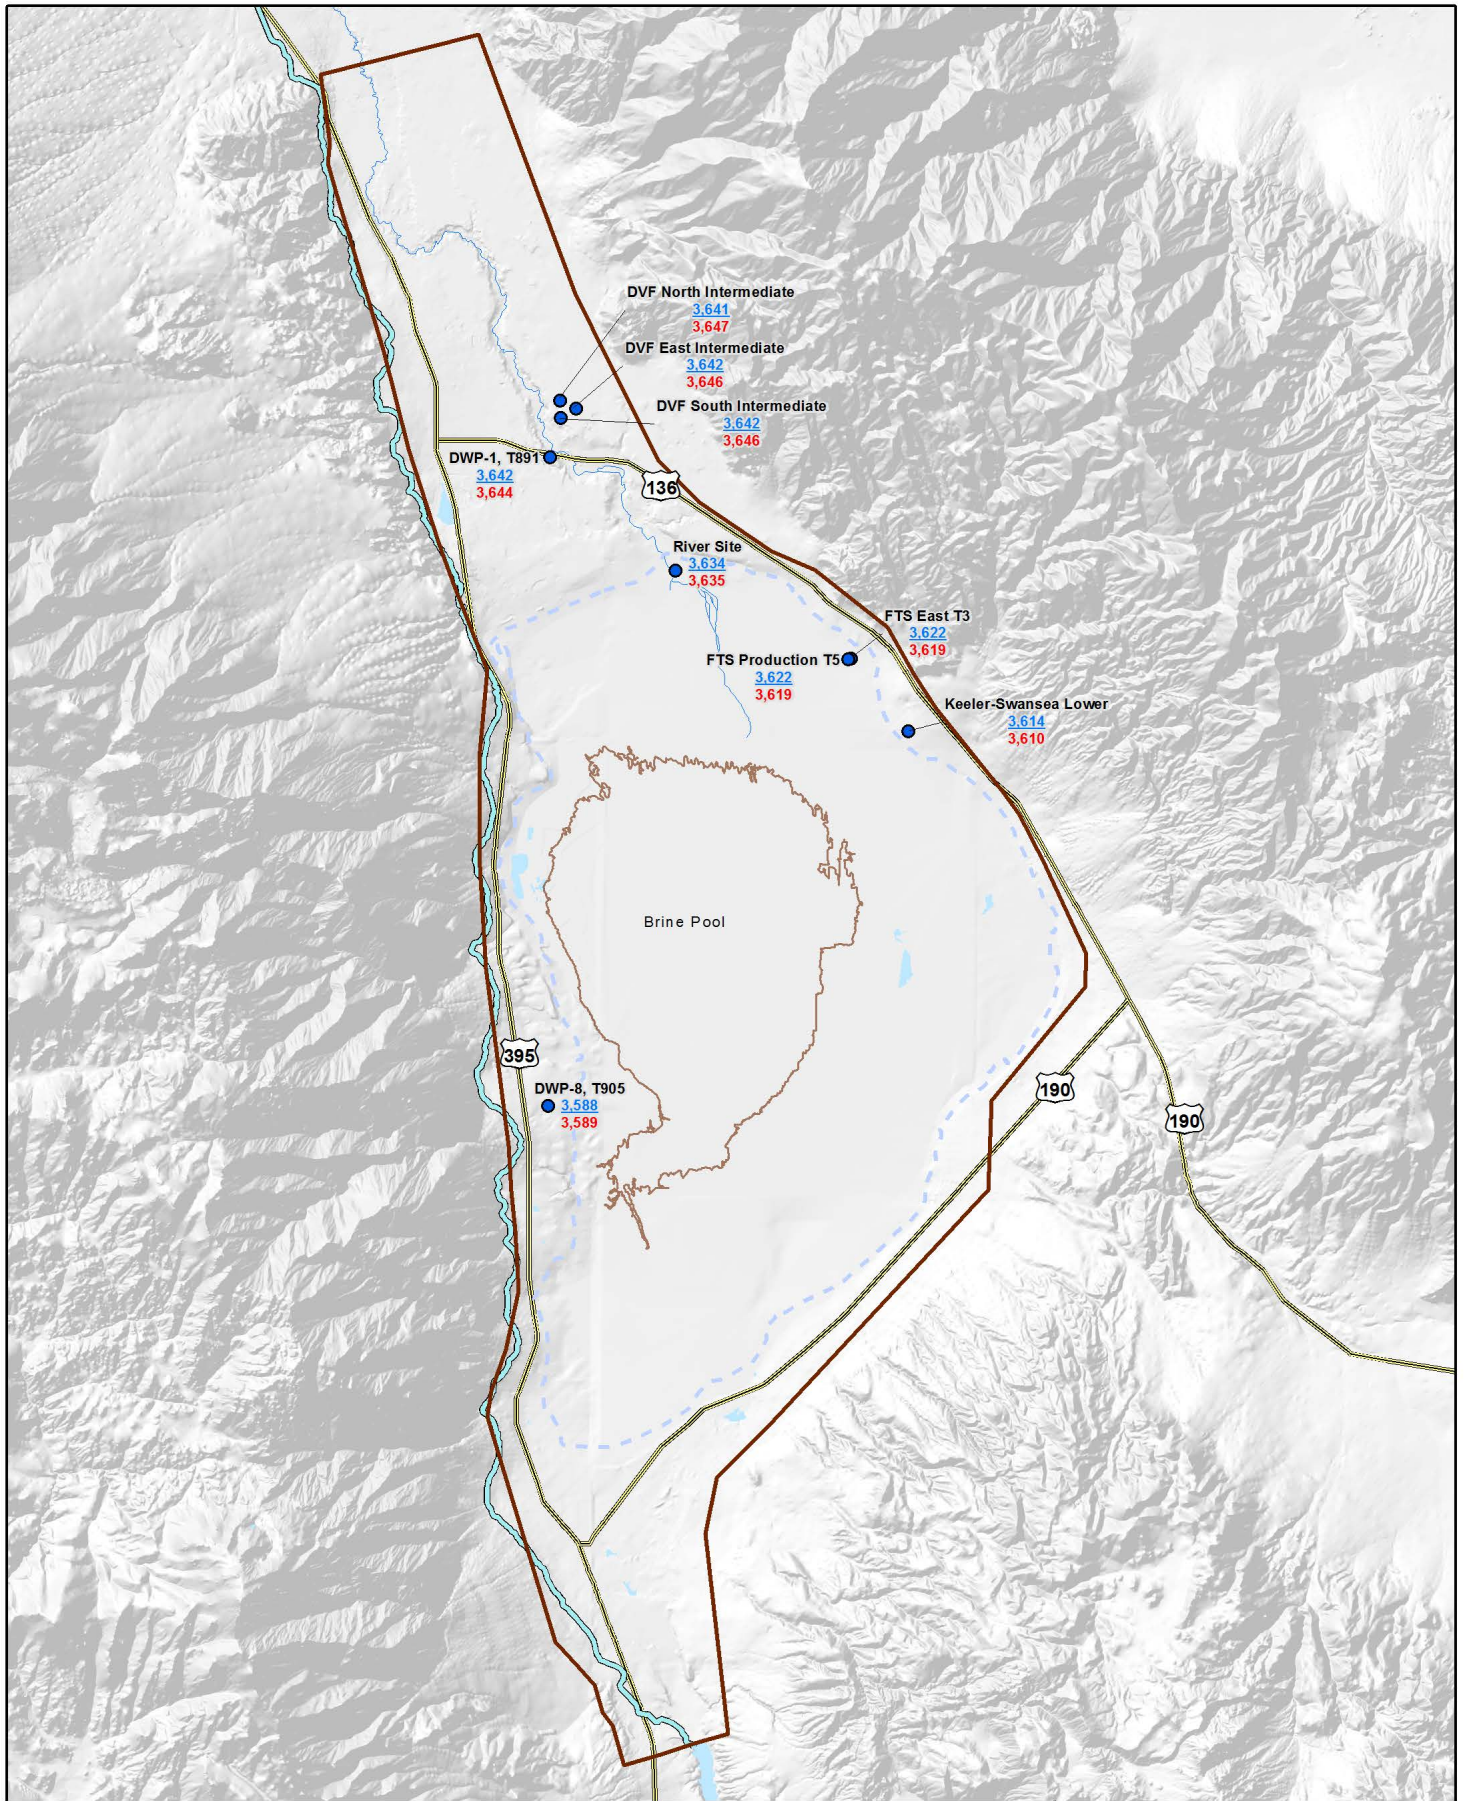 DVF North Intermediate
3,641
3,647
DVF East Intermediate
3,642
3,646
DVF South Intermediate
3,642
3,646
DWP-1, T891
3,642
3,644
136
River Site
3,634
3,635
FTS East T3
3,622
3,619
FTS Production T5
3,622
3,619
Keeler-Swansea Lower
3,614
3,610
Brine Pool
395
DWP-8, T905
3,588
3,589
190
190